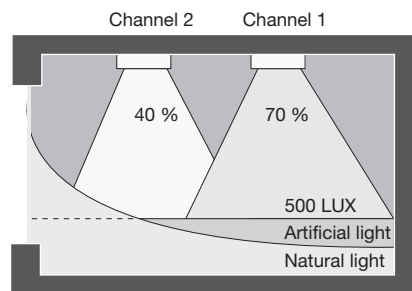 Channel 2 Channel 1
40 % 70 %
500 LUX
Artificial light
Natural light